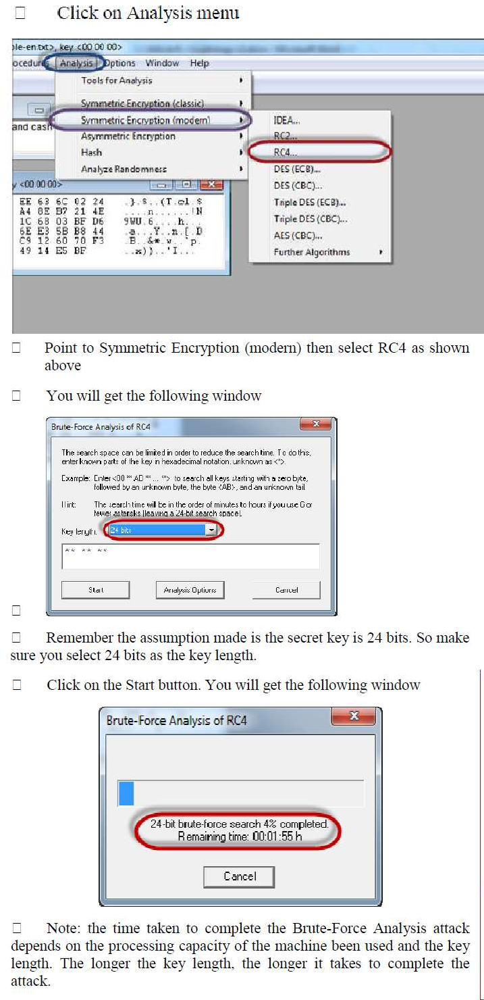 Click on Analysis menu
ple-en.txt>, key <00 00 00>
ocedures Analysis Options Window Help
Tools for Analysis
Symmetric Encryption (classic)
Symmetric Encryption (modern)
Asymmetric Encryption
Hash
Analyze Randomness
IDEA...
RC2...
RC4...
DES (ECB)...
DES (CBC)...
Triple DES (ECB)...
Triple DES (CBC)...
AES (CBC)...
Further Algorithms
and cash
y <00 00 00>
EE 63 6C 02 24 .}.$..(T.cl.$
A4 8E B7 21 4E ....n......!N
1C 68 03 BF D6 9WU.6....h...
6E E3 5B B8 44 .a...Y..n.[.D
C9 12 60 70 F3 .B..&*.w..`p.
49 14 E5 BF ..x))..'I...
Point to Symmetric Encryption (modern) then select RC4 as shown
above
You will get the following window
Brute-Force Analysis of RC4
The search space can be limited in order to reduce the search time. To do this,
enter known parts of the key in hexadecimal notation, unknown as <*>.
Example: Enter <00 ** AD ** ... **> to search all keys starting with a zero byte,
followed by an unknown byte, the byte <AB>, and an unknown tail
Hint: The search time will be in the order of minutes to hours if you use 6 or
fewer asterisks (leaving a 24-bit search space).
Key length: 24 bits
** ** **
Start Analysis Options Cancel
Remember the assumption made is the secret key is 24 bits. So make
sure you select 24 bits as the key length.
Click on the Start button. You will get the following window
Brute-Force Analysis of RC4
24-bit brute-force search 4% completed.
Remaining time: 00:01:55 h
Cancel
Note: the time taken to complete the Brute-Force Analysis attack
depends on the processing capacity of the machine been used and the key
length. The longer the key length, the longer it takes to complete the
attack.